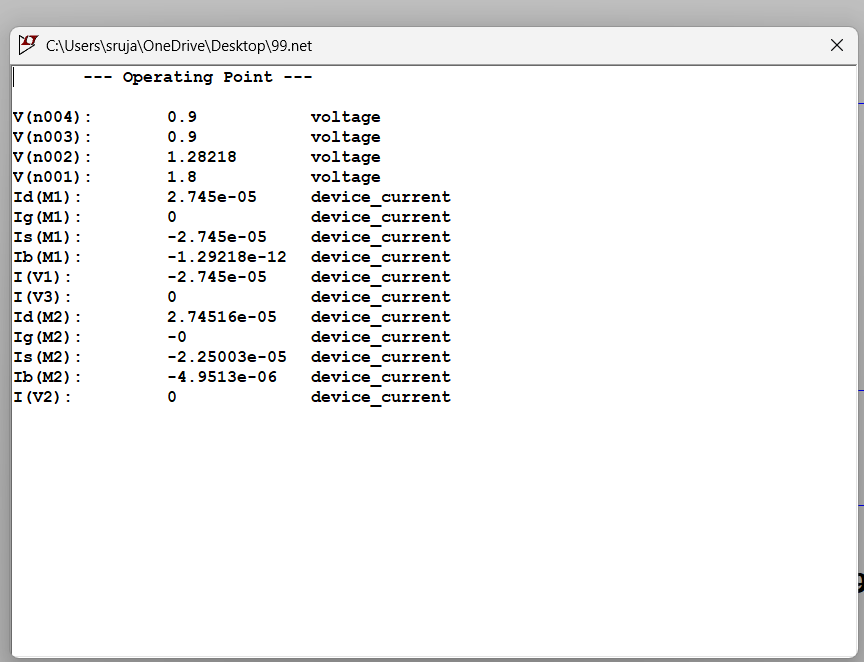 C:\Users\sruja\OneDrive\Desktop\99.net
--- Operating Point ---
V(n004): 0.9 voltage
V(n003): 0.9 voltage
V(n002): 1.28218 voltage
V(n001): 1.8 voltage
Id(M1): 2.745e-05 device_current
Ig(M1): 0 device_current
Is(M1): -2.745e-05 device_current
Ib(M1): -1.29218e-12 device_current
I(V1): -2.745e-05 device_current
I(V3): 0 device_current
Id(M2): 2.74516e-05 device_current
Ig(M2): -0 device_current
Is(M2): -2.25003e-05 device_current
Ib(M2): -4.9513e-06 device_current
I(V2): 0 device_current